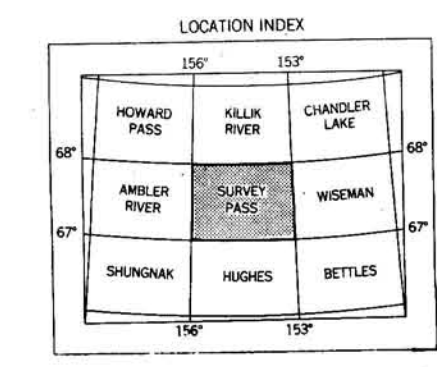 LOCATION INDEX
156° 153°
HOWARD PASS KILLIK RIVER CHANDLER LAKE
68° 68°
AMBLER RIVER SURVEY PASS WISEMAN
67° 67°
SHUNGNAK HUGHES BETTLES
156° 153°